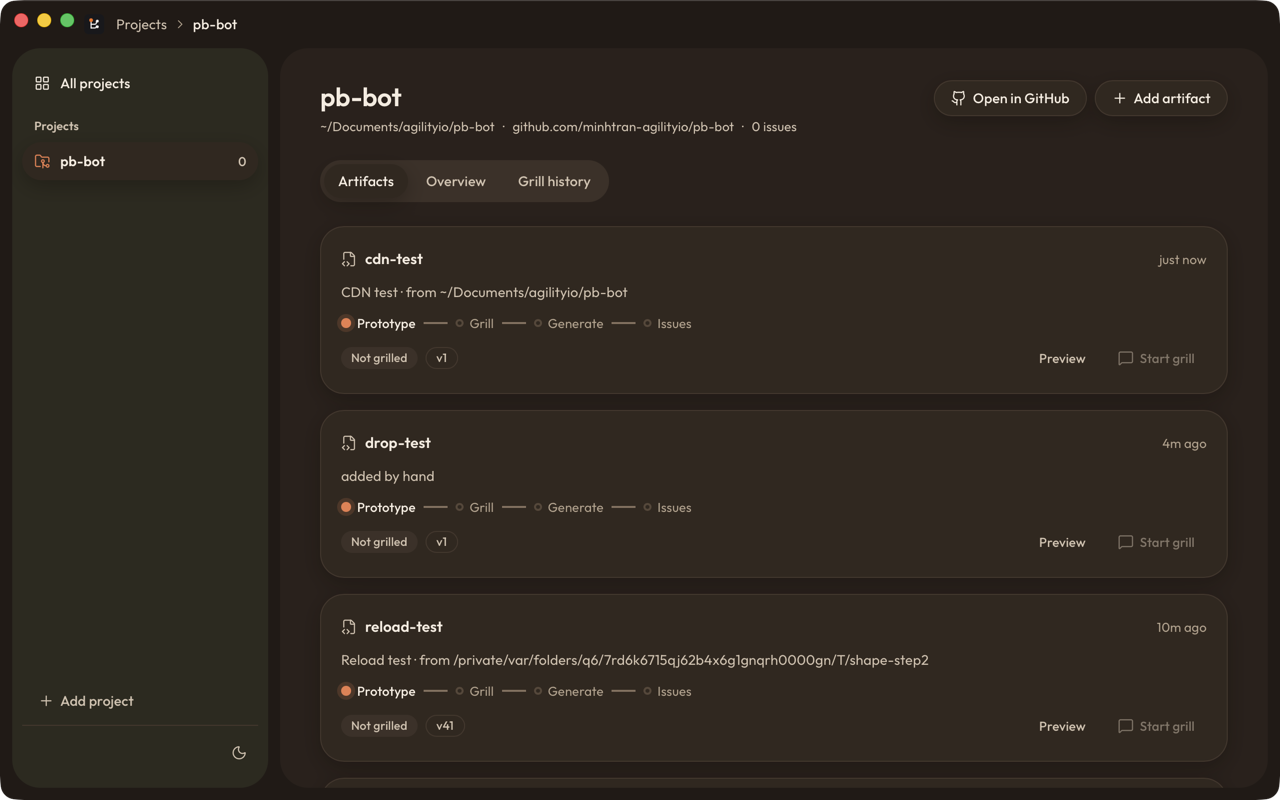 Projects > pb-bot
All projects
Projects
pb-bot 0
Add project
pb-bot
~/Documents/agilityio/pb-bot · github.com/minhtran-agilityio/pb-bot · 0 issues
Open in GitHub
+ Add artifact
Artifacts Overview Grill history
cdn-test just now
CDN test · from ~/Documents/agilityio/pb-bot
Prototype Grill Generate Issues
Not grilled v1 Preview Start grill
drop-test 4m ago
added by hand
Prototype Grill Generate Issues
Not grilled v1 Preview Start grill
reload-test 10m ago
Reload test · from /private/var/folders/q6/7rd6k6715qj62b4x6g1gnqrh0000gn/T/shape-step2
Prototype Grill Generate Issues
Not grilled v41 Preview Start grill